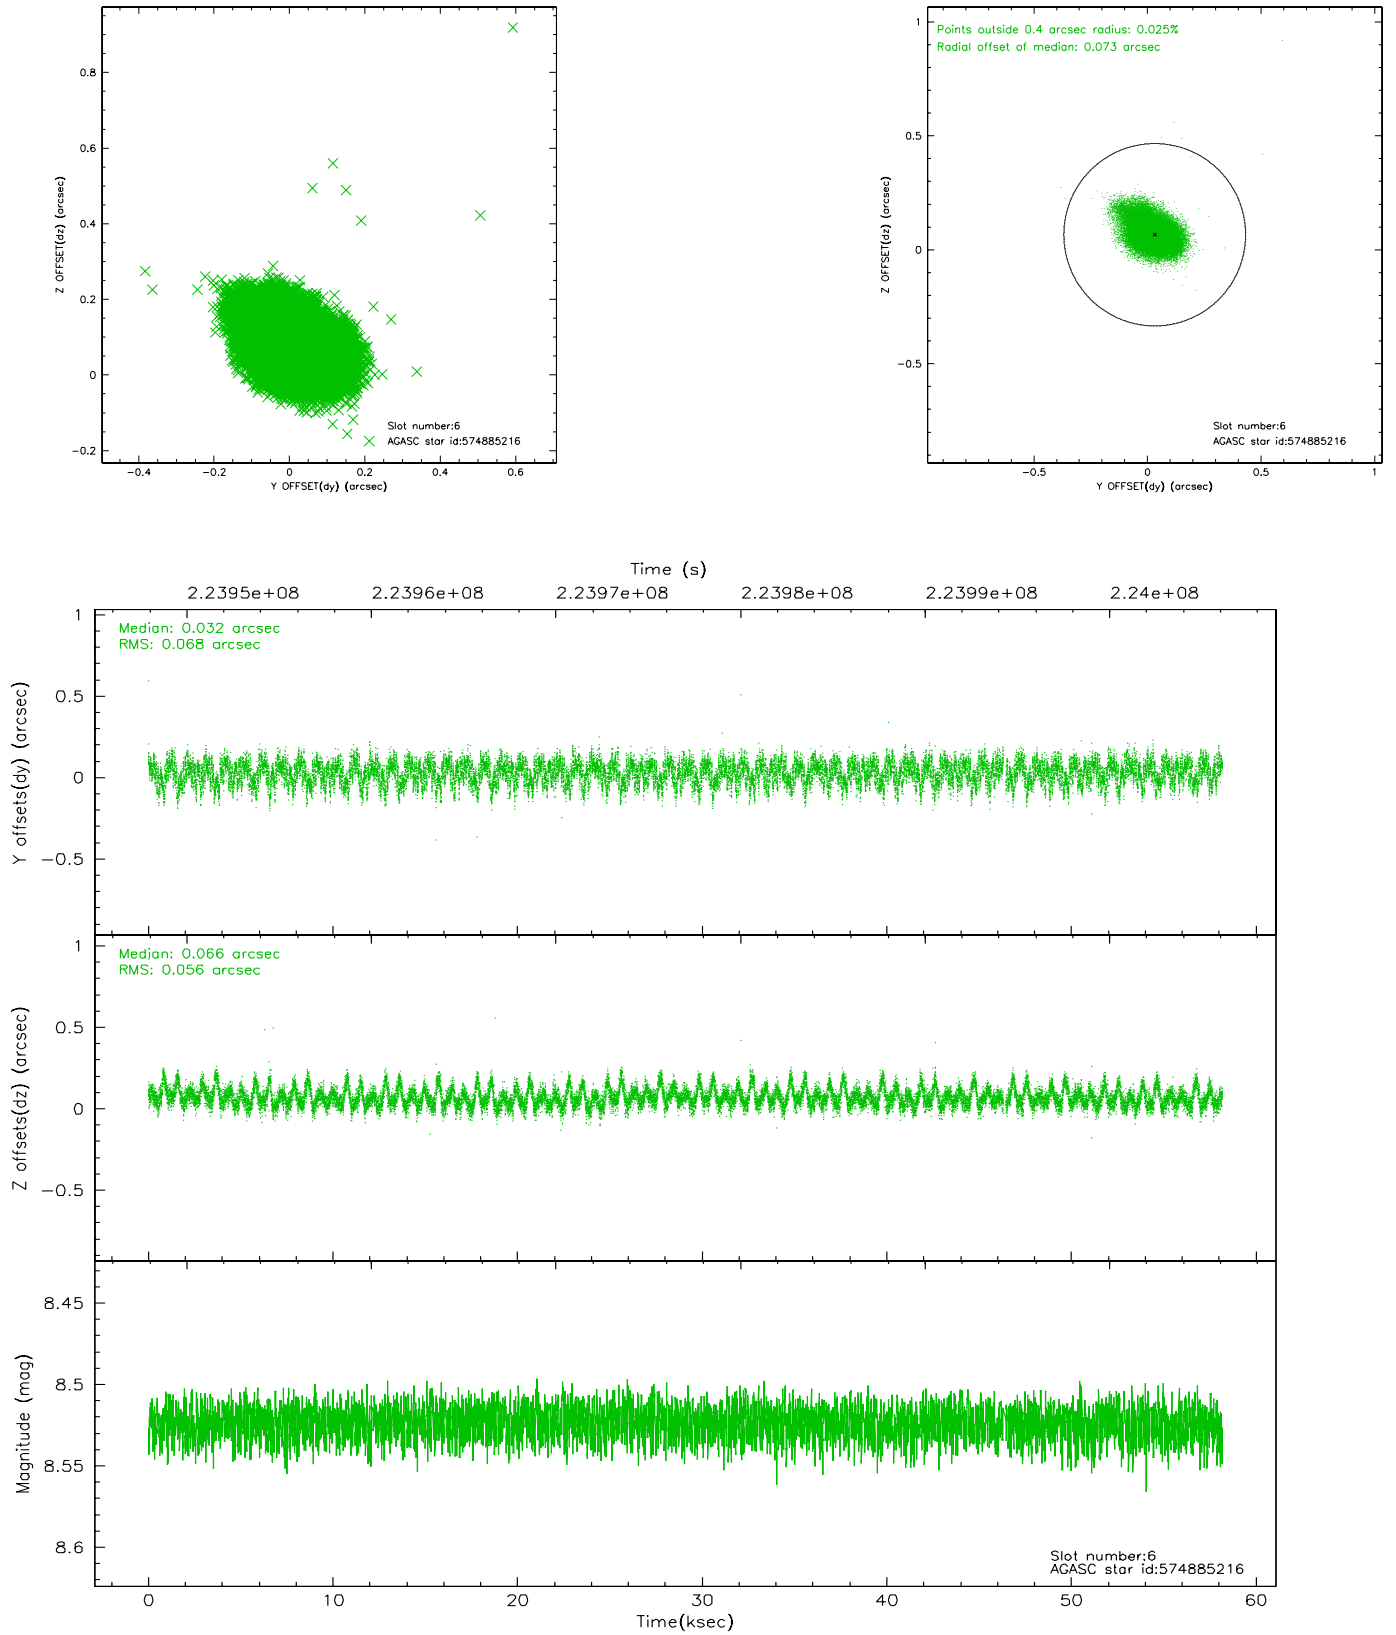 0.8
0.6
0.4
0.2
0
−0.2
Z OFFSET(dz) (arcsec)
−0.4
−0.2
0
0.2
0.4
0.6
Y OFFSET(dy) (arcsec)
Slot number:6
AGASC star id:574885216
Points outside 0.4 arcsec radius: 0.025%
Radial offset of median: 0.073 arcsec
1
0.5
0
−0.5
Z OFFSET(dz) (arcsec)
−0.5
0
0.5
1
Y OFFSET(dy) (arcsec)
Slot number:6
AGASC star id:574885216
Time (s)
2.2395e+08
2.2396e+08
2.2397e+08
2.2398e+08
2.2399e+08
2.24e+08
Median: 0.032 arcsec
RMS: 0.068 arcsec
1
0.5
0
−0.5
Y offsets(dy) (arcsec)
Median: 0.066 arcsec
RMS: 0.056 arcsec
1
0.5
0
−0.5
Z offsets(dz) (arcsec)
8.45
8.5
8.55
8.6
Magnitude (mag)
Slot number:6
AGASC star id:574885216
0
10
20
30
40
50
60
Time(ksec)